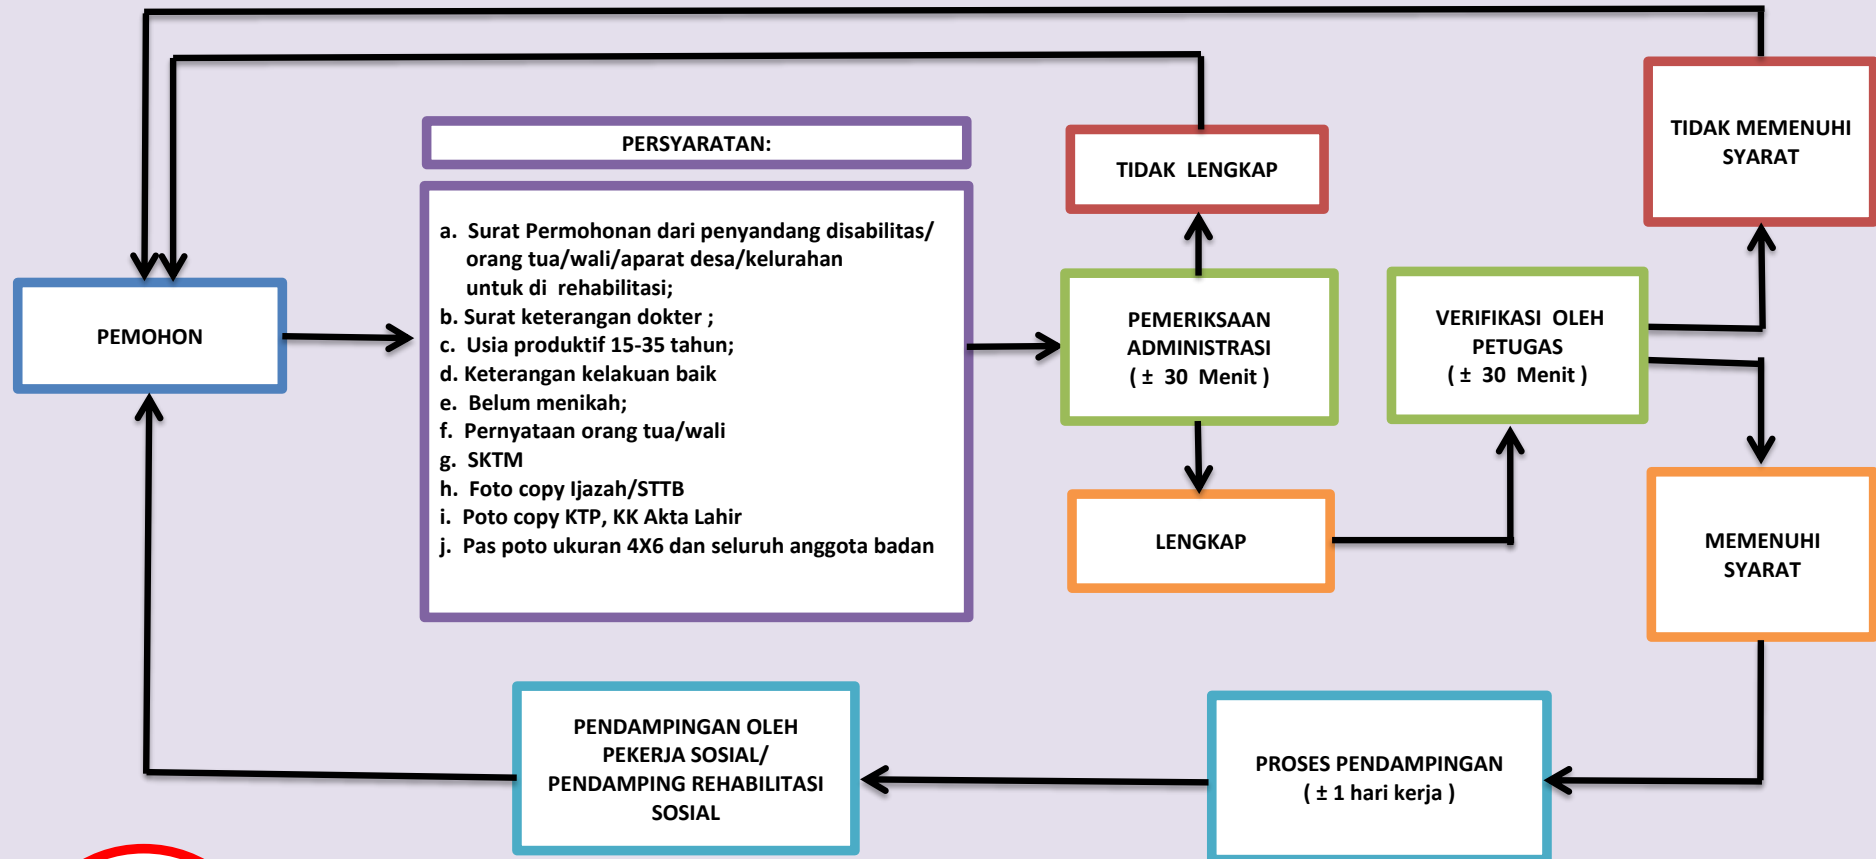 PEMOHON
PERSYARATAN:
a. Surat Permohonan dari penyandang disabilitas/
orang tua/wali/aparat desa/kelurahan
untuk di rehabilitasi;
b. Surat keterangan dokter ;
c. Usia produktif 15-35 tahun;
d. Keterangan kelakuan baik
e. Belum menikah;
f. Pernyataan orang tua/wali
g. SKTM
h. Foto copy Ijazah/STTB
i. Poto copy KTP, KK Akta Lahir
j. Pas poto ukuran 4X6 dan seluruh anggota badan
TIDAK LENGKAP
PEMERIKSAAN
ADMINISTRASI
( ± 30 Menit )
LENGKAP
VERIFIKASI OLEH
PETUGAS
( ± 30 Menit )
TIDAK MEMENUHI
SYARAT
MEMENUHI
SYARAT
PROSES PENDAMPINGAN
( ± 1 hari kerja )
PENDAMPINGAN OLEH
PEKERJA SOSIAL/
PENDAMPING REHABILITASI
SOSIAL